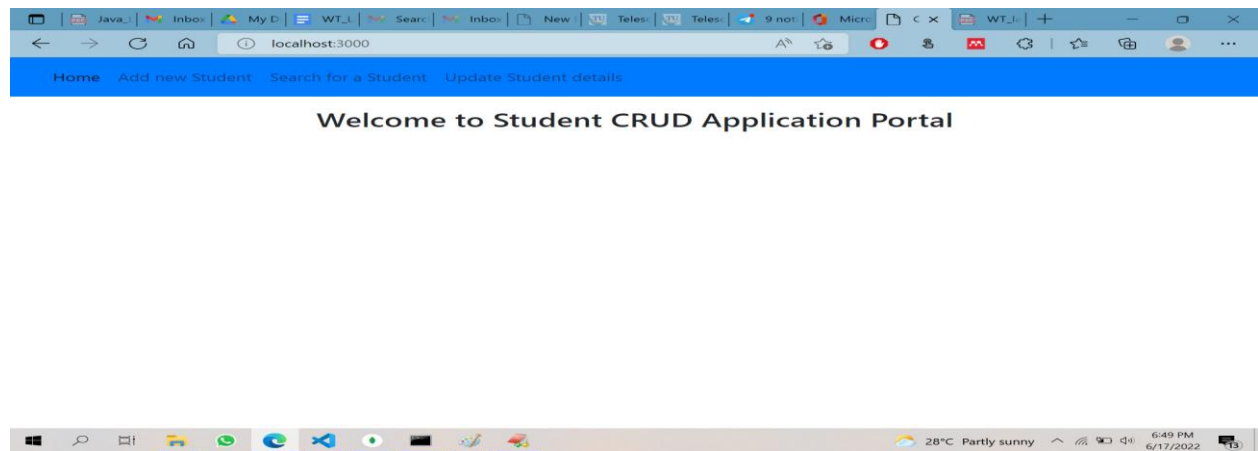 Java_ Inbox My D WT_L Searc Inbox New Teles Teles 9 not Micro WT_l
localhost:3000
Home Add new Student Search for a Student Update Student details
Welcome to Student CRUD Application Portal
28°C Partly sunny 6:49 PM
6/17/2022
13